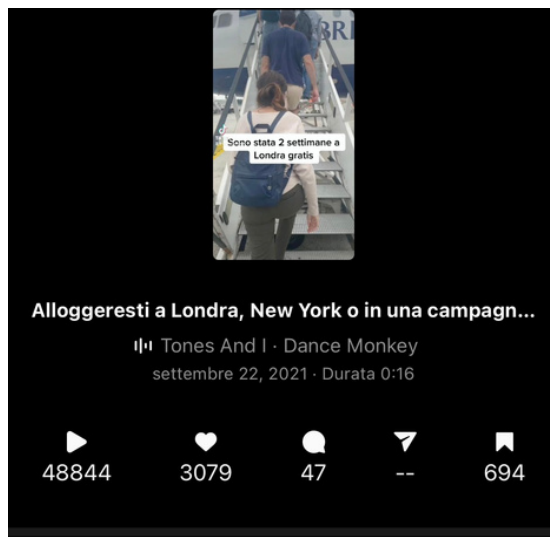 BRI
Sono stata 2 settimane a
Londra gratis
Alloggeresti a Londra, New York o in una campagn...
Tones And I · Dance Monkey
settembre 22, 2021 · Durata 0:16
48844 3079 47 -- 694